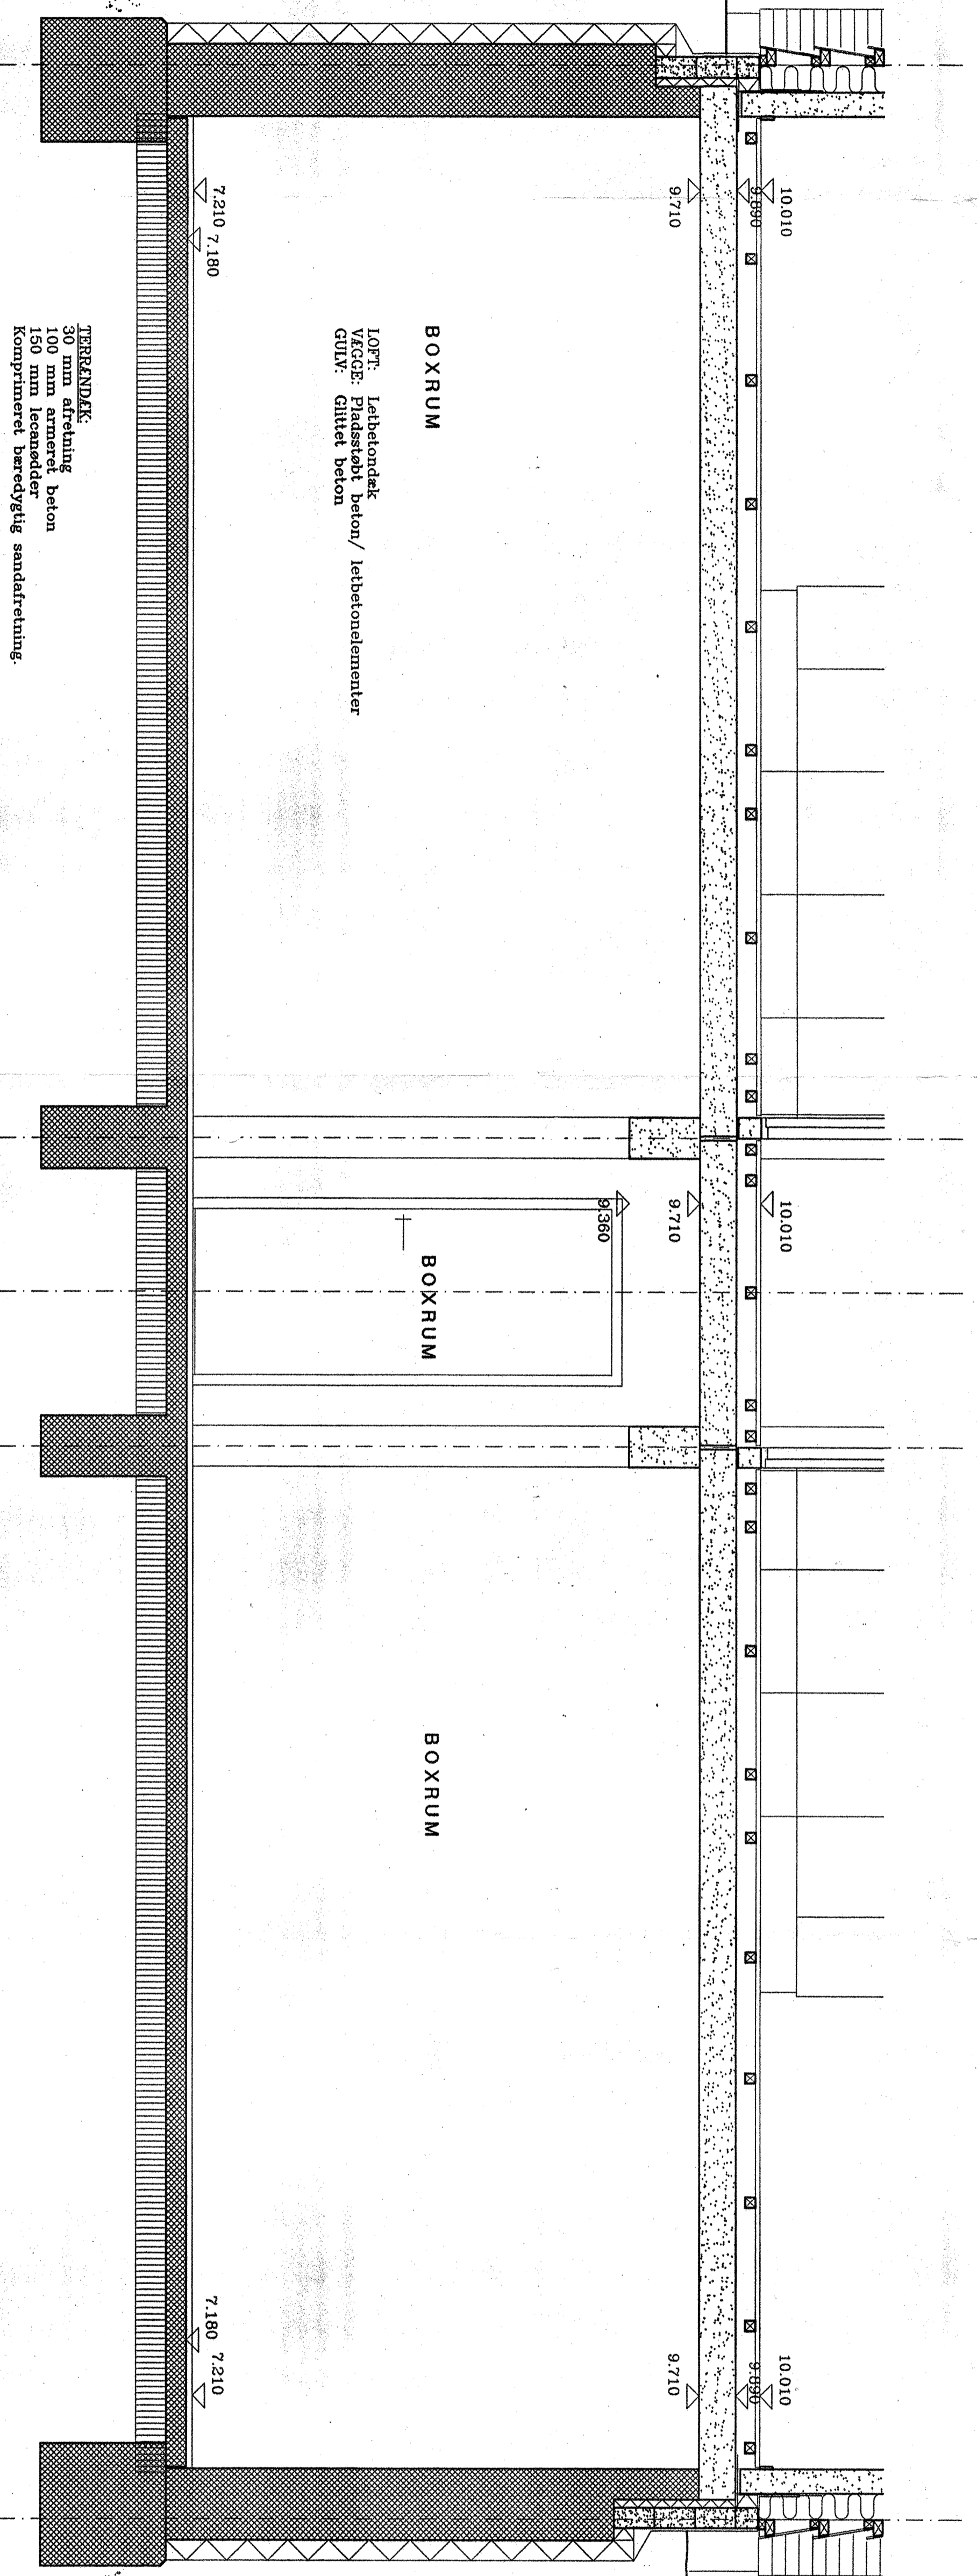 10.010
9.890
9.710
7.210
7.180
BOXRUM
LOFT: Letbetondæk
VÆGGE: Pladsstøbt beton/ letbetonelementer
GULV: Glittet beton
TERRÆNDÆK:
30 mm afretning
100 mm armeret beton
150 mm lecanødder
Komprimeret bæredygtig sandafretning.
10.010
9.710
9.360
BOXRUM
BOXRUM
10.010
9.890
9.710
7.180
7.210